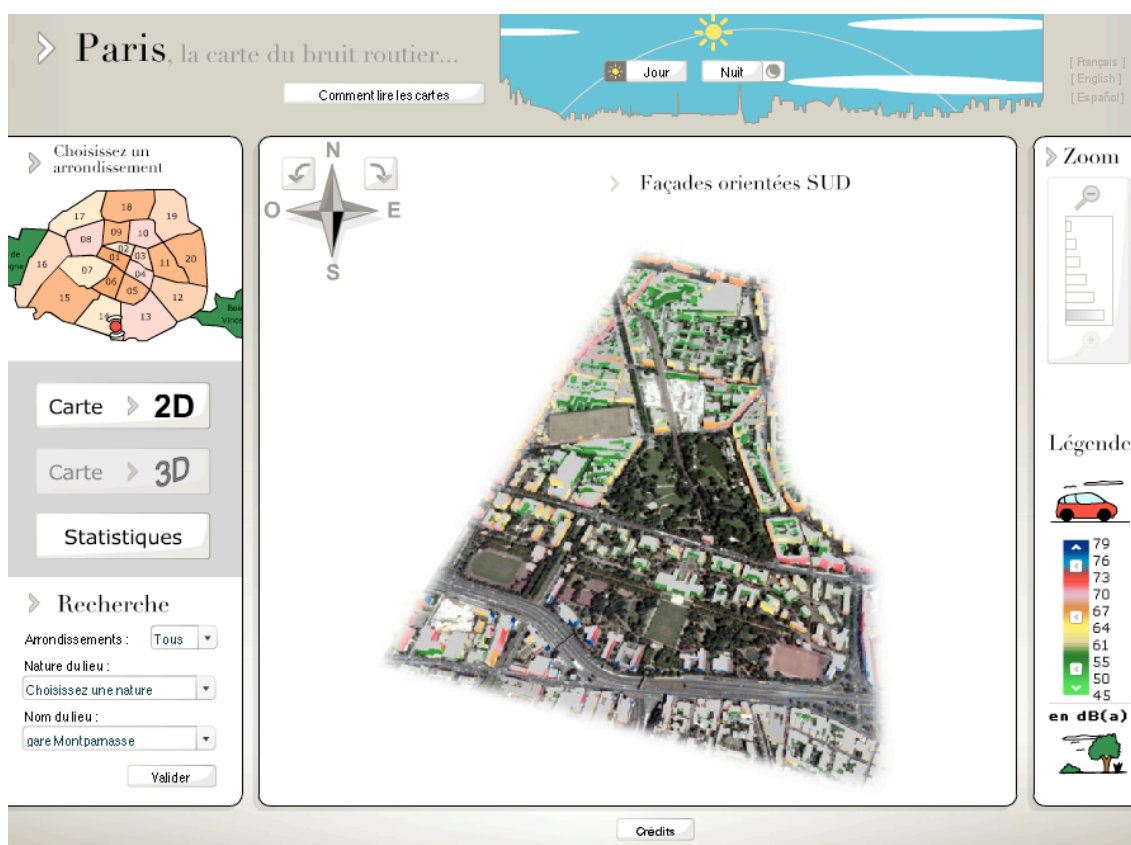 Paris, la carte du bruit routier...
Comment lire les cartes
Jour
Nuit
[ Français ]
[ English ]
[ Español ]
Choisissez un
arrondissement
17
18
19
08
09
10
02
01
03
11
20
16
07
04
06
05
15
12
14
13
de
gne
Bois
Vince
Carte 2D
Carte 3D
Statistiques
Recherche
Arrondissements : Tous
Nature du lieu :
Choisissez une nature
Nom du lieu :
gare Montparnasse
Valider
N
O
E
S
Façades orientées SUD
Zoom
Légende
79
76
73
70
67
64
61
55
50
45
en dB(a)
Crédits